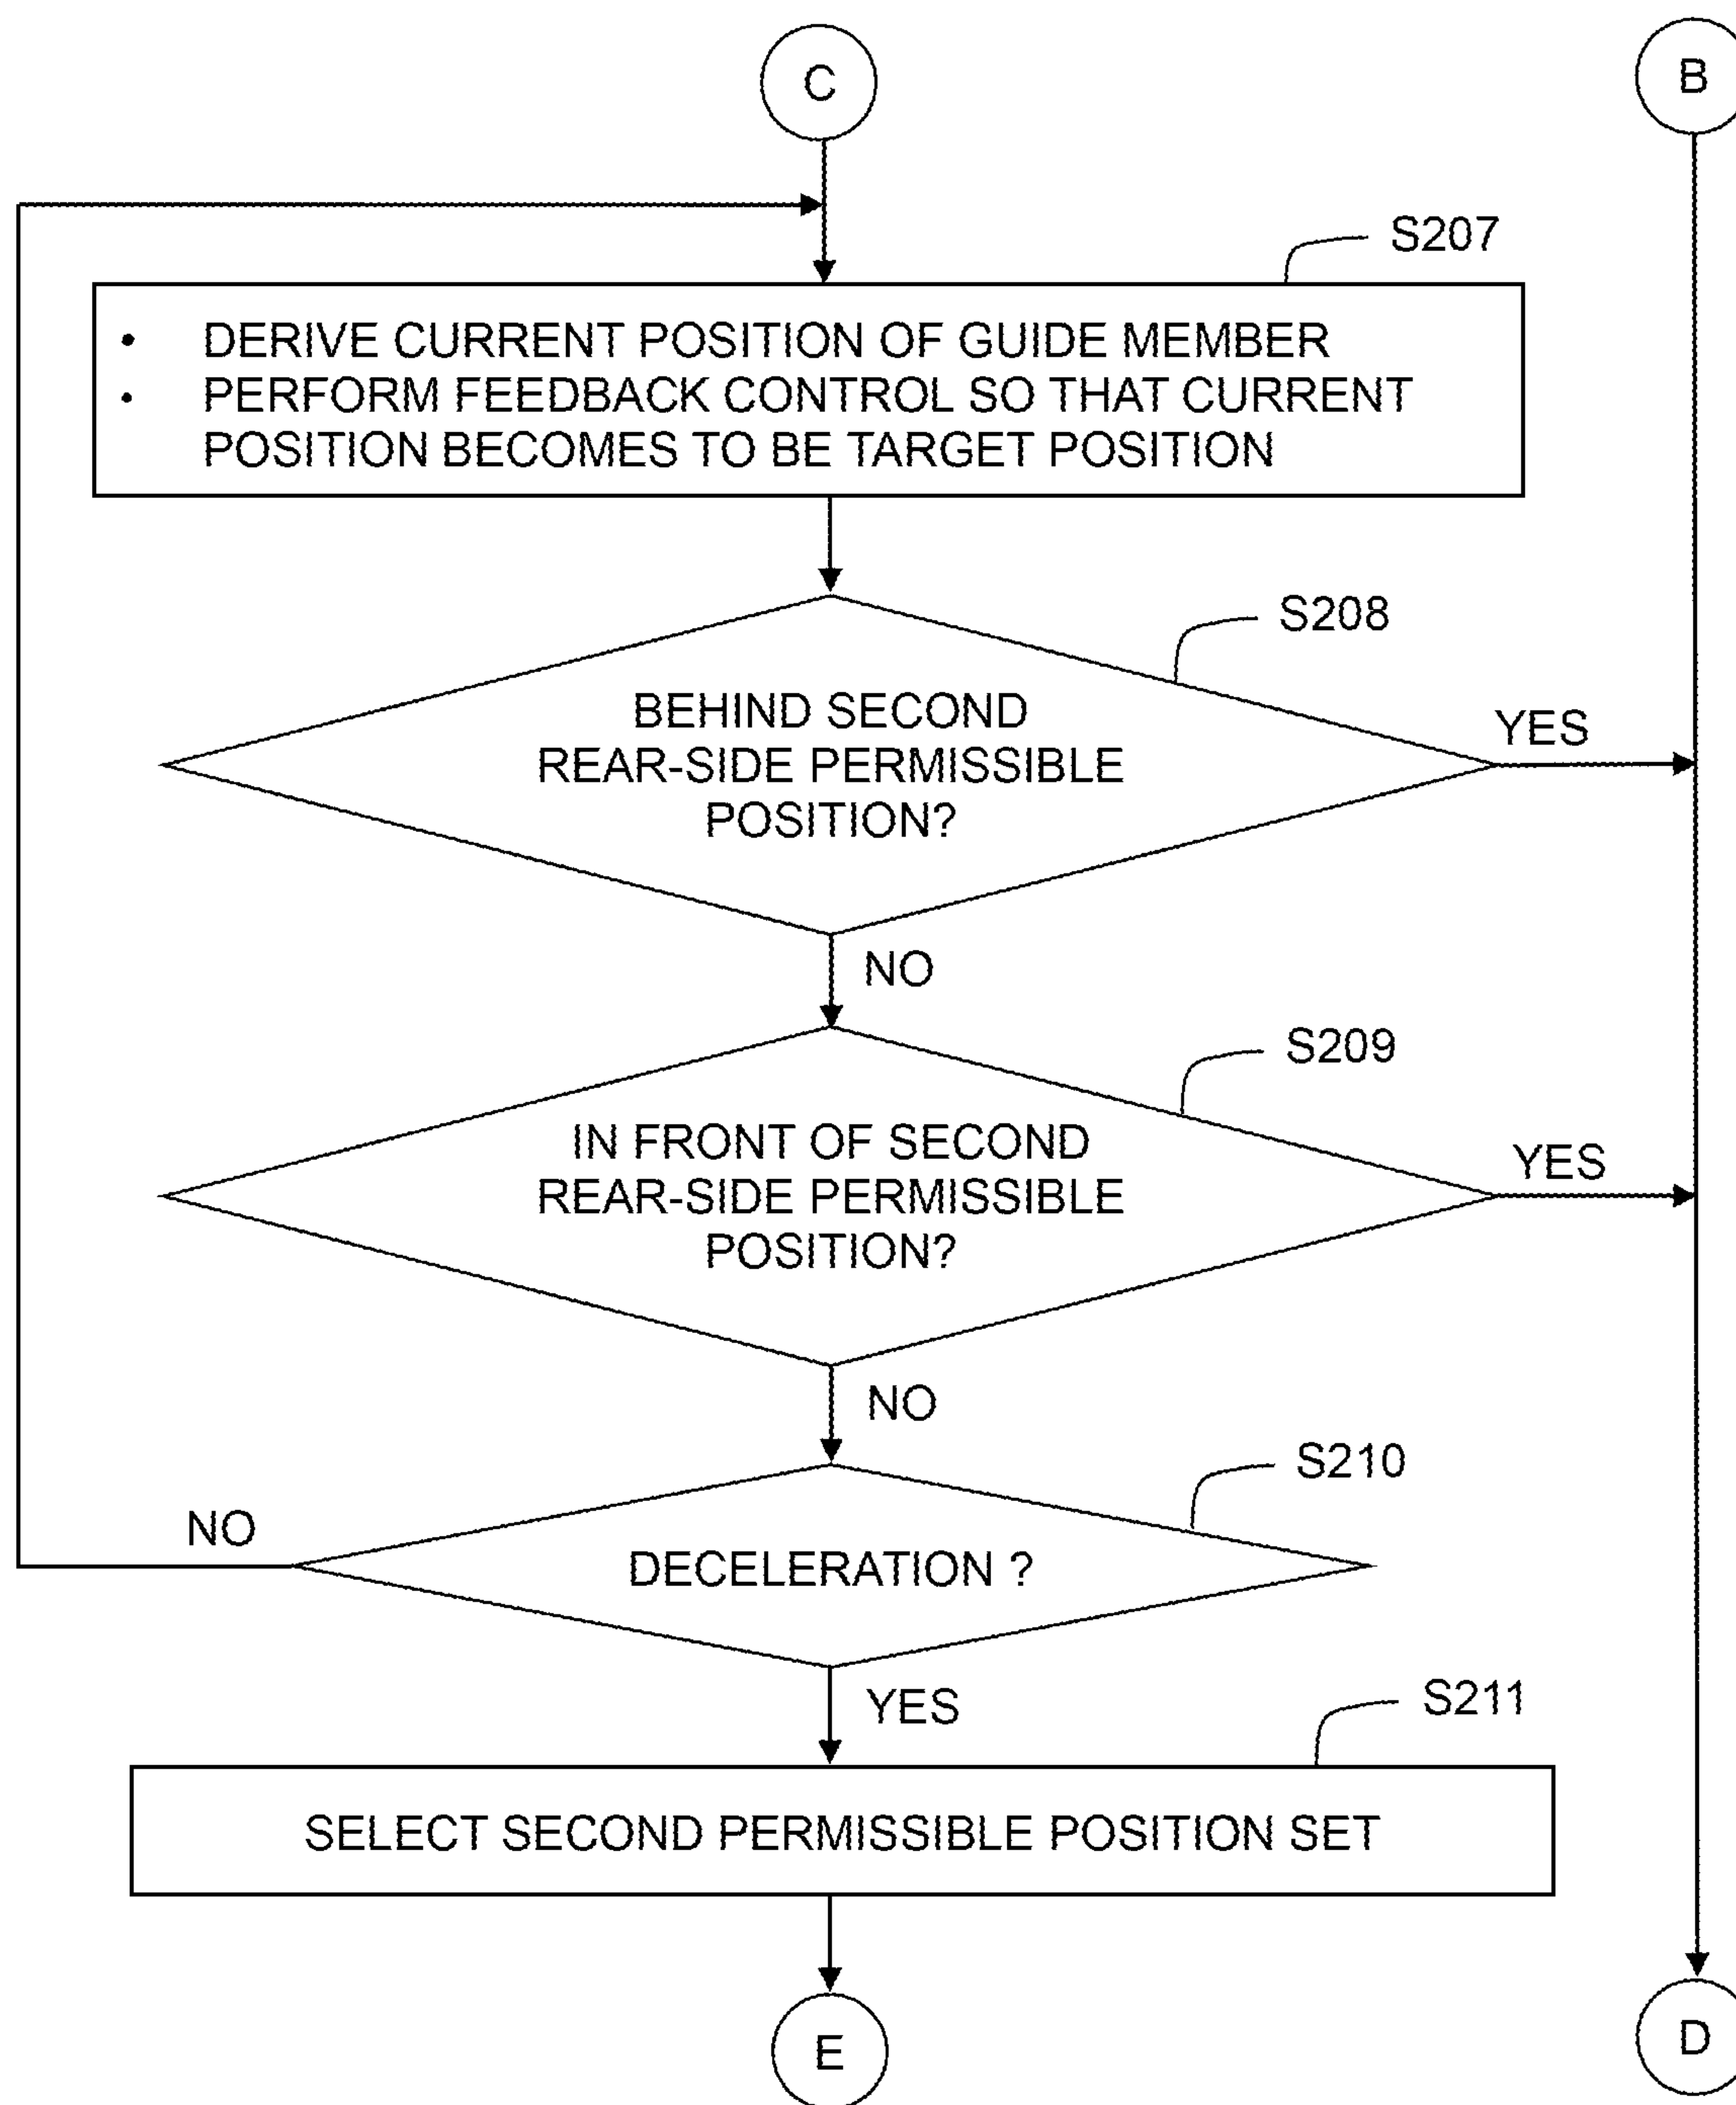 C
B
S207
• DERIVE CURRENT POSITION OF GUIDE MEMBER
• PERFORM FEEDBACK CONTROL SO THAT CURRENT
POSITION BECOMES TO BE TARGET POSITION
S208
BEHIND SECOND
REAR-SIDE PERMISSIBLE
POSITION?
YES
NO
S209
IN FRONT OF SECOND
REAR-SIDE PERMISSIBLE
POSITION?
YES
NO
S210
NO
DECELERATION ?
YES
S211
SELECT SECOND PERMISSIBLE POSITION SET
E
D